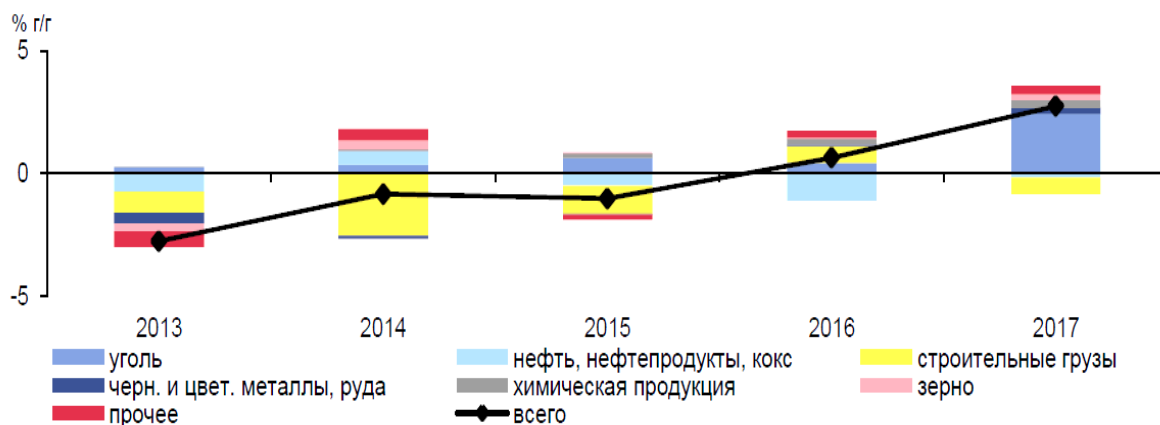 % г/г
5
0
-5
2013 2014 2015 2016 2017
уголь нефть, нефтепродукты, кокс строительные грузы
черн. и цвет. металлы, руда химическая продукция зерно
прочее всего